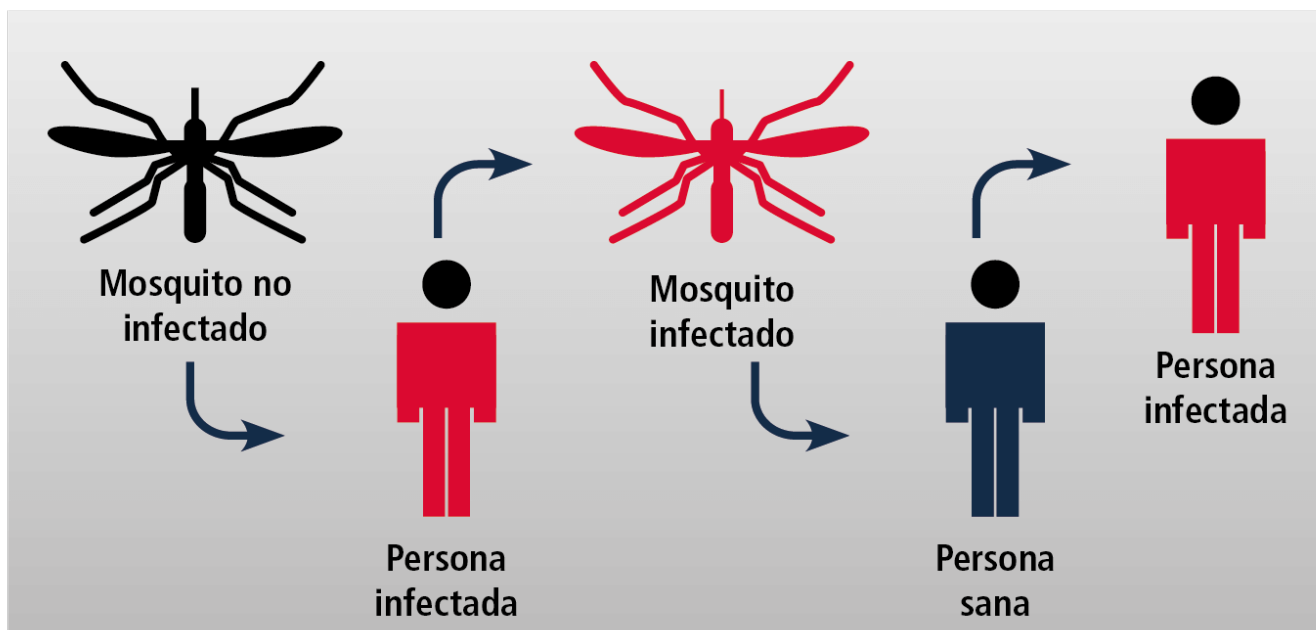 Mosquito no
infectado
Persona
infectada
Mosquito
infectado
Persona
sana
Persona
infectada